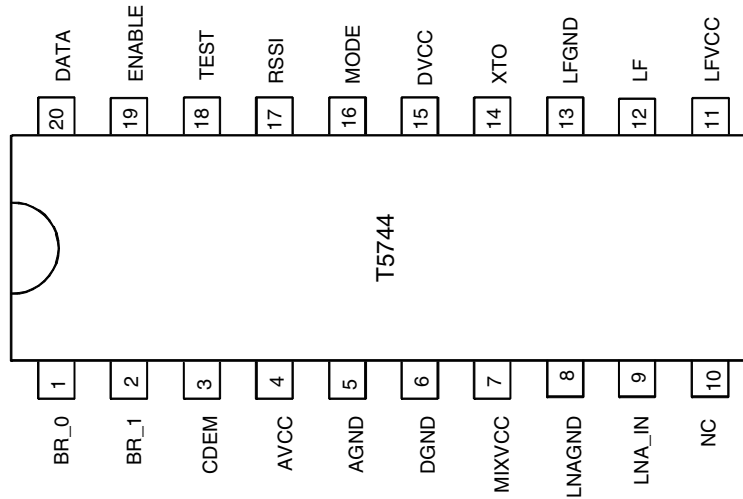 DATA
ENABLE
TEST
RSSI
MODE
DVCC
XTO
LFGND
LF
LFVCC
20
19
18
17
16
15
14
13
12
11
T5744
1
2
3
4
5
6
7
8
9
10
BR_0
BR_1
CDEM
AVCC
AGND
DGND
MIXVCC
LNAGND
LNA_IN
NC